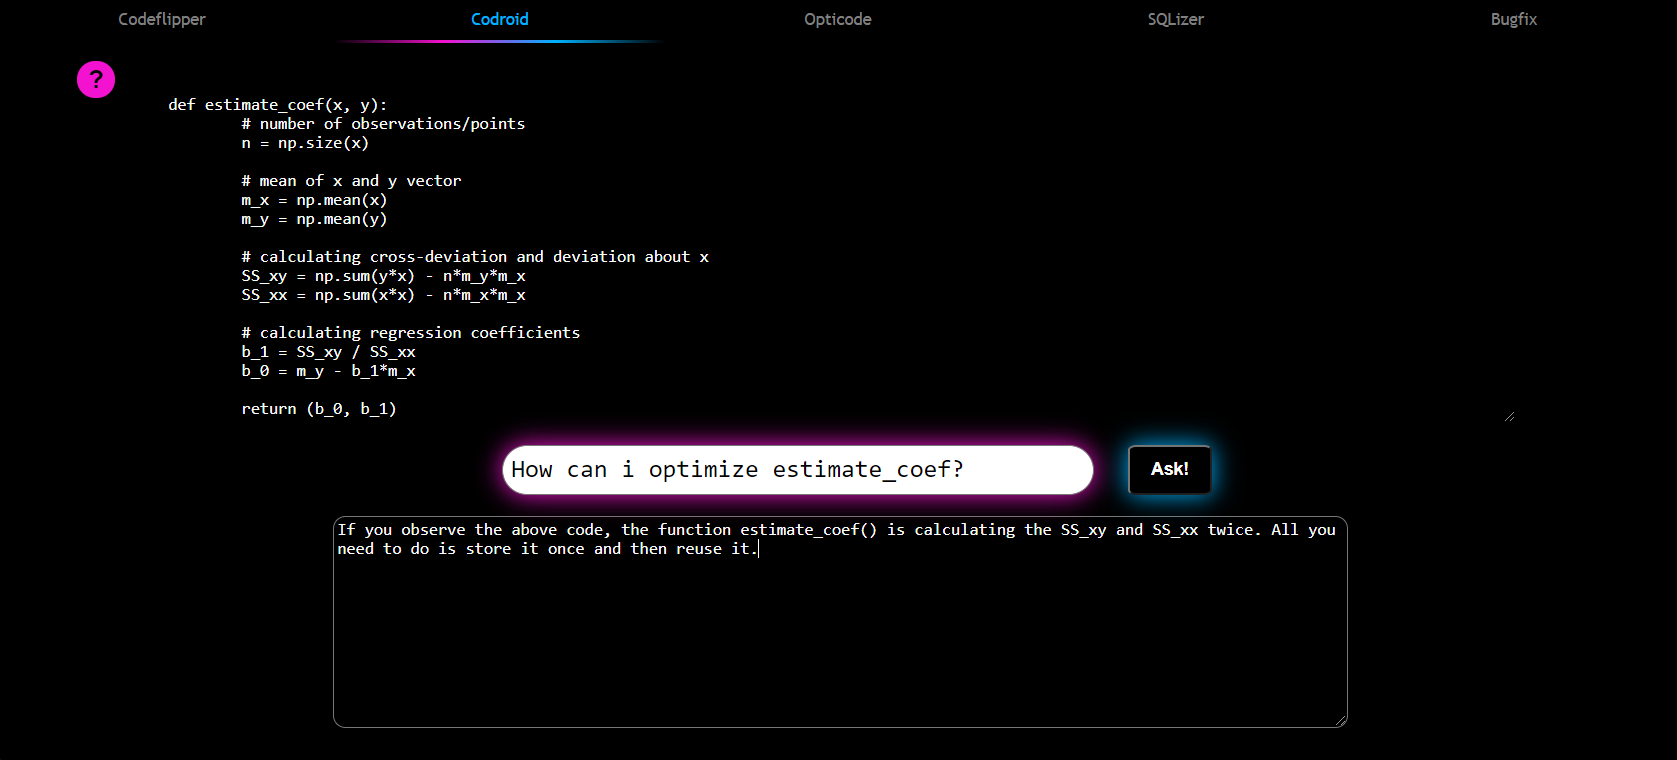 Codeflipper Codroid Opticode SQLizer Bugfix
?
def estimate_coef(x, y):
        # number of observations/points
        n = np.size(x)

        # mean of x and y vector
        m_x = np.mean(x)
        m_y = np.mean(y)

        # calculating cross-deviation and deviation about x
        SS_xy = np.sum(y*x) - n*m_y*m_x
        SS_xx = np.sum(x*x) - n*m_x*m_x

        # calculating regression coefficients
        b_1 = SS_xy / SS_xx
        b_0 = m_y - b_1*m_x

        return (b_0, b_1)
How can i optimize estimate_coef? Ask!
If you observe the above code, the function estimate_coef() is calculating the SS_xy and SS_xx twice. All you
need to do is store it once and then reuse it.